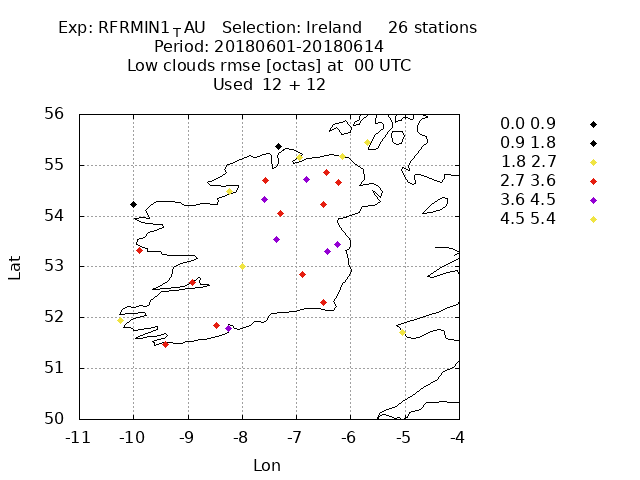 Exp: RFRMIN1_TAU Selection: Ireland 26 stations
Period: 20180601-20180614
Low clouds rmse [octas] at 00 UTC
Used 12 + 12
0.0 0.9
0.9 1.8
1.8 2.7
2.7 3.6
3.6 4.5
4.5 5.4
56
55
54
53
52
51
50
Lat
-11 -10 -9 -8 -7 -6 -5 -4
Lon